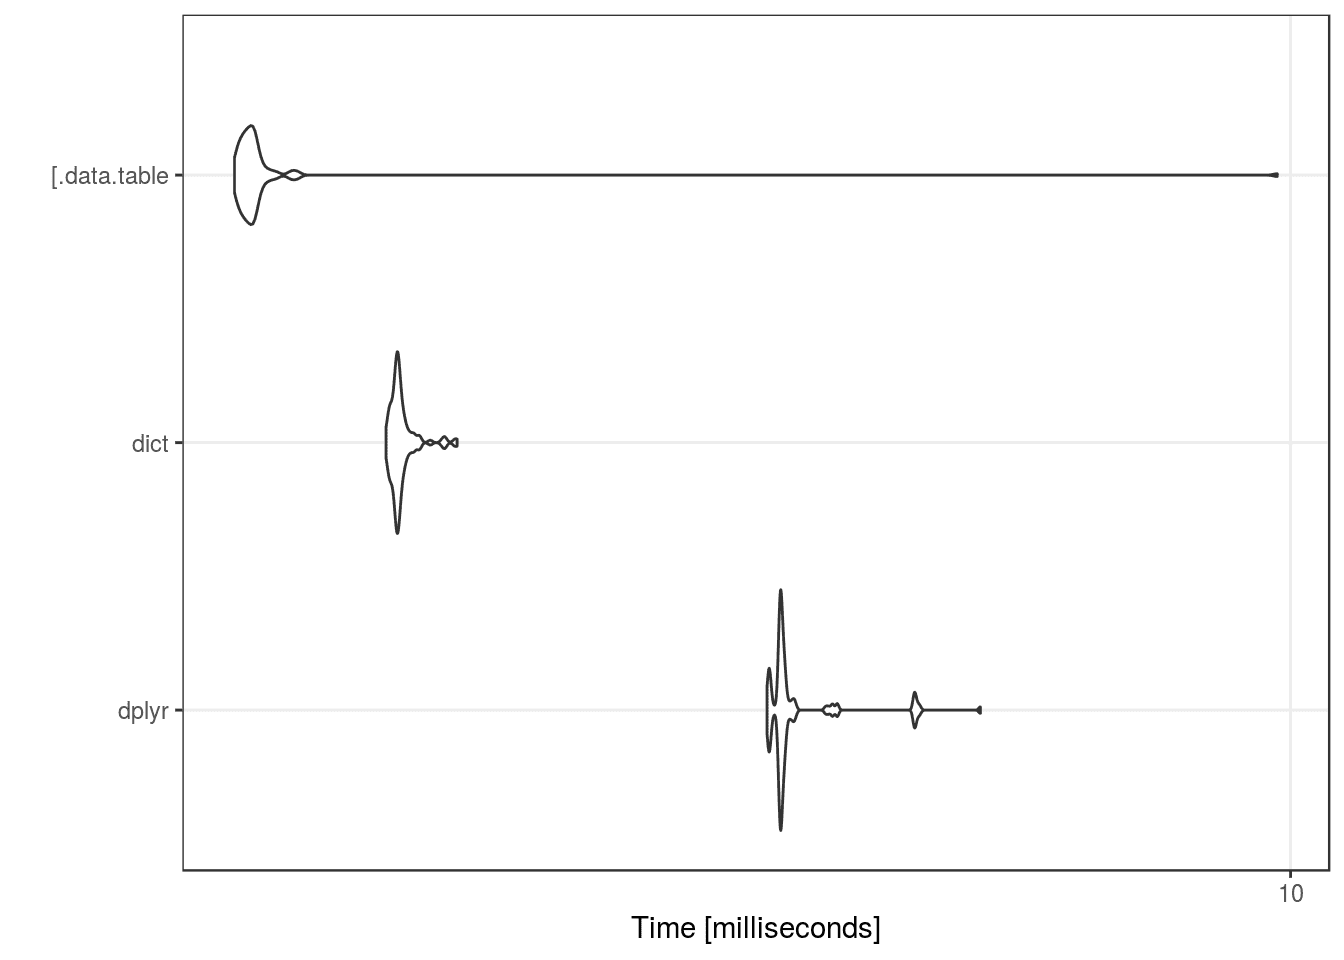 [.data.table
dict
dplyr
10
Time [milliseconds]